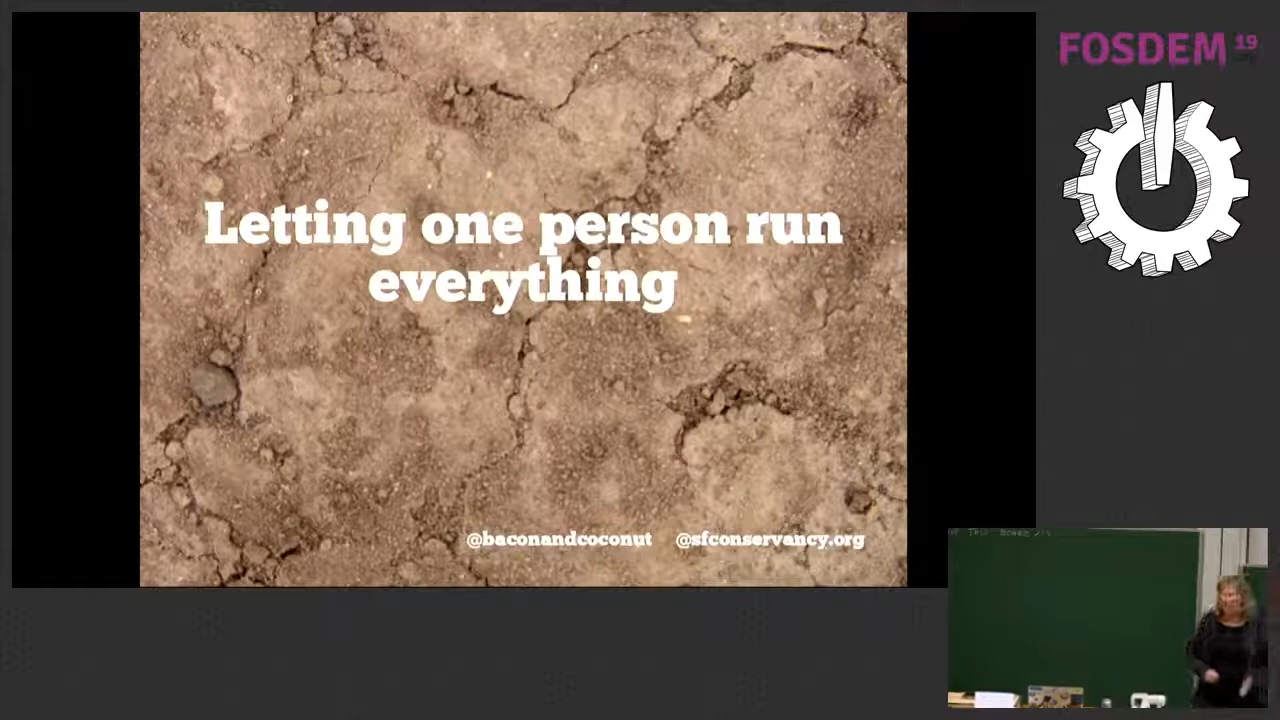 Letting one person run
everything
@baconandcoconut @sfconservancy.org
FOSDEM 19